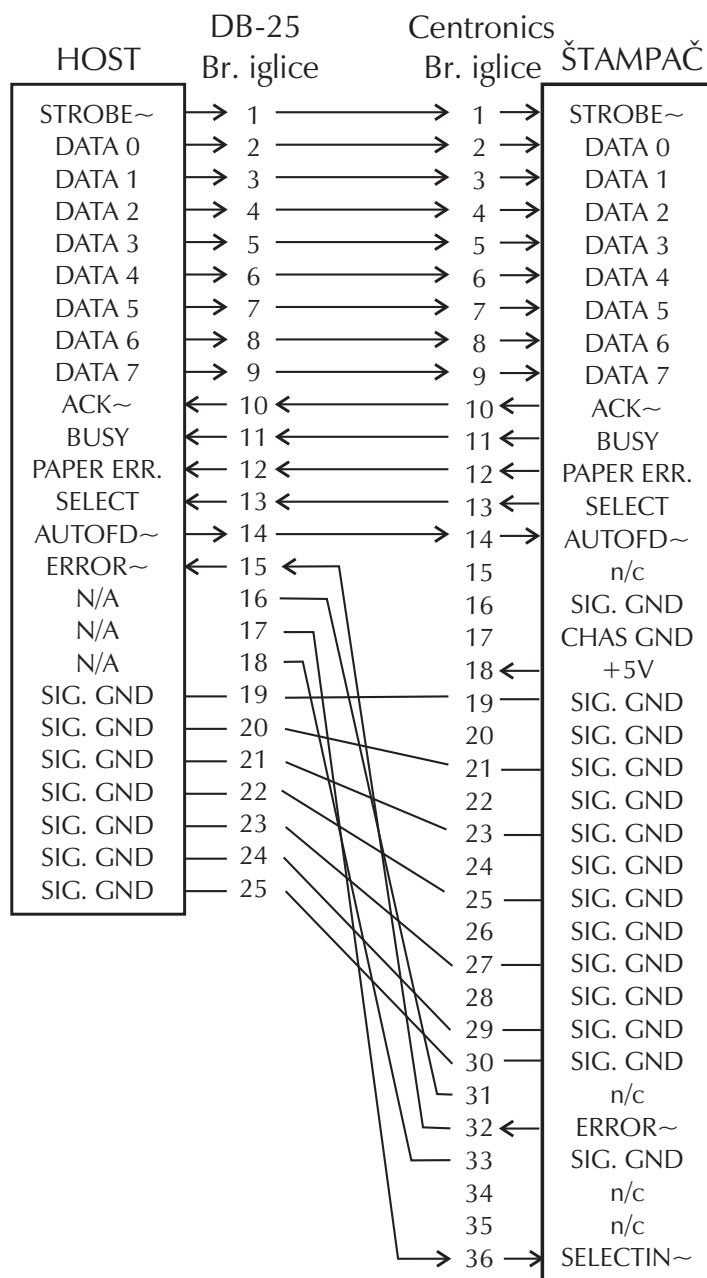 DB-25 Centronics
HOST Br. iglice Br. iglice ŠTAMPAČ
STROBE~ 1 1 STROBE~
DATA 0 2 2 DATA 0
DATA 1 3 3 DATA 1
DATA 2 4 4 DATA 2
DATA 3 5 5 DATA 3
DATA 4 6 6 DATA 4
DATA 5 7 7 DATA 5
DATA 6 8 8 DATA 6
DATA 7 9 9 DATA 7
ACK~ 10 10 ACK~
BUSY 11 11 BUSY
PAPER ERR. 12 12 PAPER ERR.
SELECT 13 13 SELECT
AUTOFD~ 14 14 AUTOFD~
ERROR~ 15 15 n/c
N/A 16 16 SIG. GND
N/A 17 17 CHAS GND
N/A 18 18 +5V
SIG. GND 19 19 SIG. GND
SIG. GND 20 20 SIG. GND
SIG. GND 21 21 SIG. GND
SIG. GND 22 22 SIG. GND
SIG. GND 23 23 SIG. GND
SIG. GND 24 24 SIG. GND
SIG. GND 25 25 SIG. GND
26 SIG. GND
27 SIG. GND
28 SIG. GND
29 SIG. GND
30 SIG. GND
31 n/c
32 ERROR~
33 SIG. GND
34 n/c
35 n/c
36 SELECTIN~